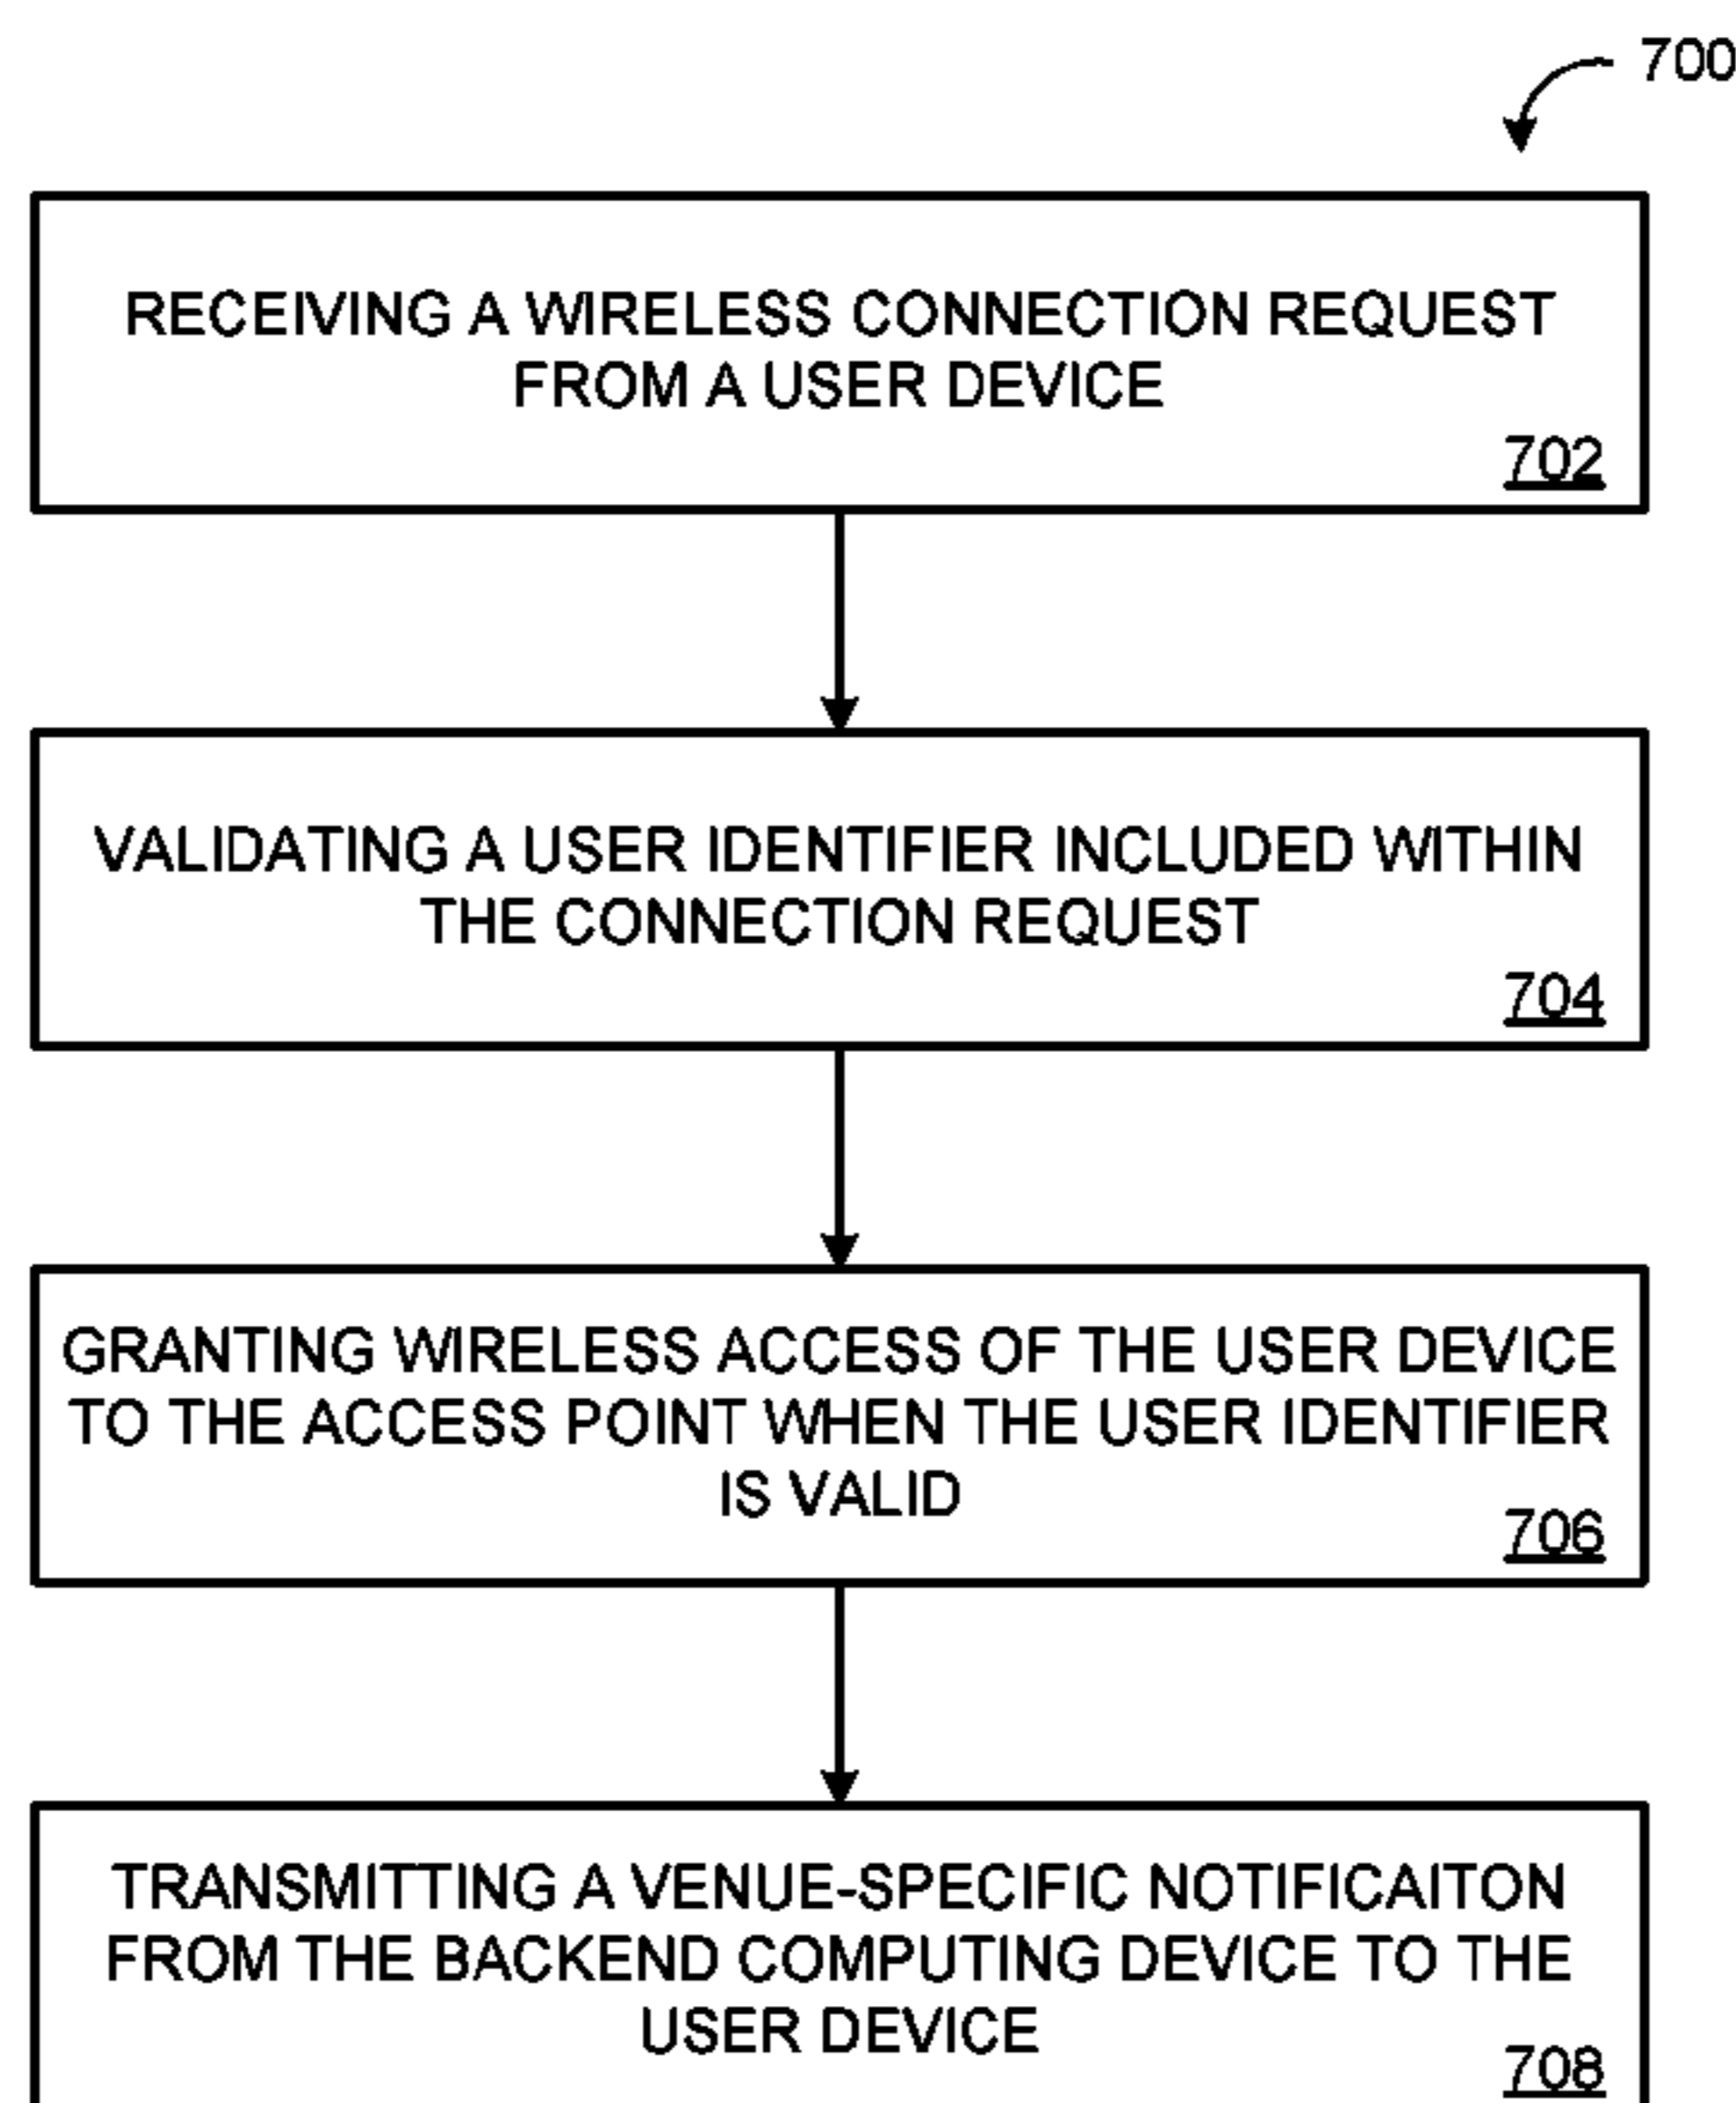 700
RECEIVING A WIRELESS CONNECTION REQUEST
FROM A USER DEVICE
702
VALIDATING A USER IDENTIFIER INCLUDED WITHIN
THE CONNECTION REQUEST
704
GRANTING WIRELESS ACCESS OF THE USER DEVICE
TO THE ACCESS POINT WHEN THE USER IDENTIFIER
IS VALID
706
TRANSMITTING A VENUE-SPECIFIC NOTIFICAITON
FROM THE BACKEND COMPUTING DEVICE TO THE
USER DEVICE
708